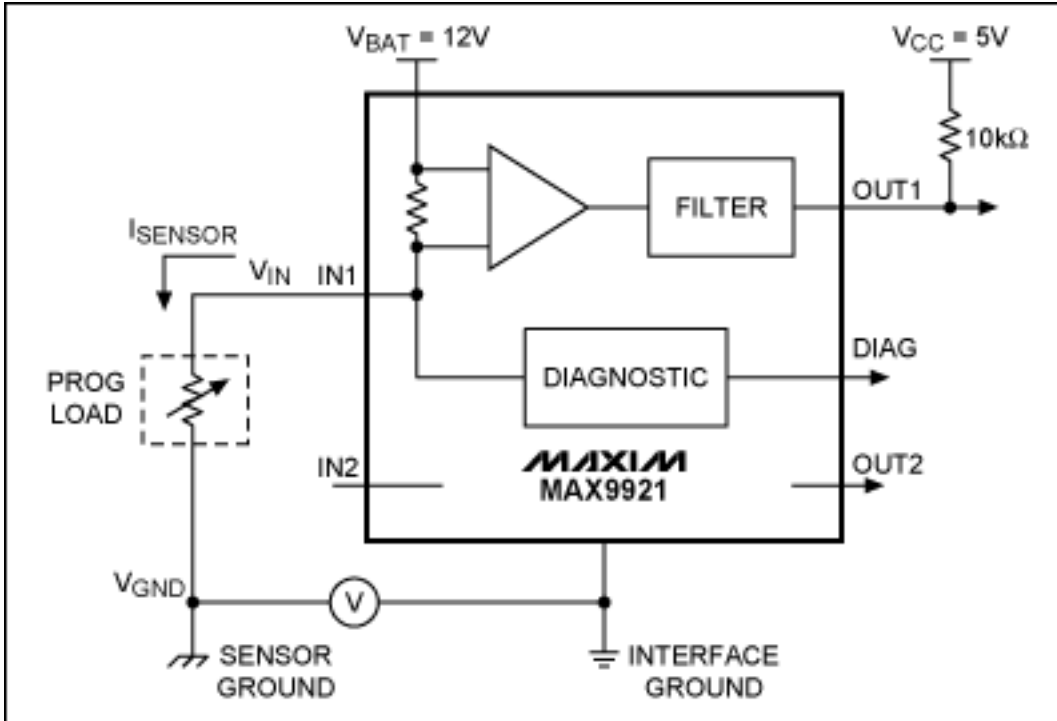 VBAT = 12V
VCC = 5V
10kΩ
OUT1
FILTER
ISENSOR
VIN
IN1
DIAG
PROG
LOAD
DIAGNOSTIC
IN2
MAXIM
MAX9921
OUT2
VGND
V
SENSOR
GROUND
INTERFACE
GROUND